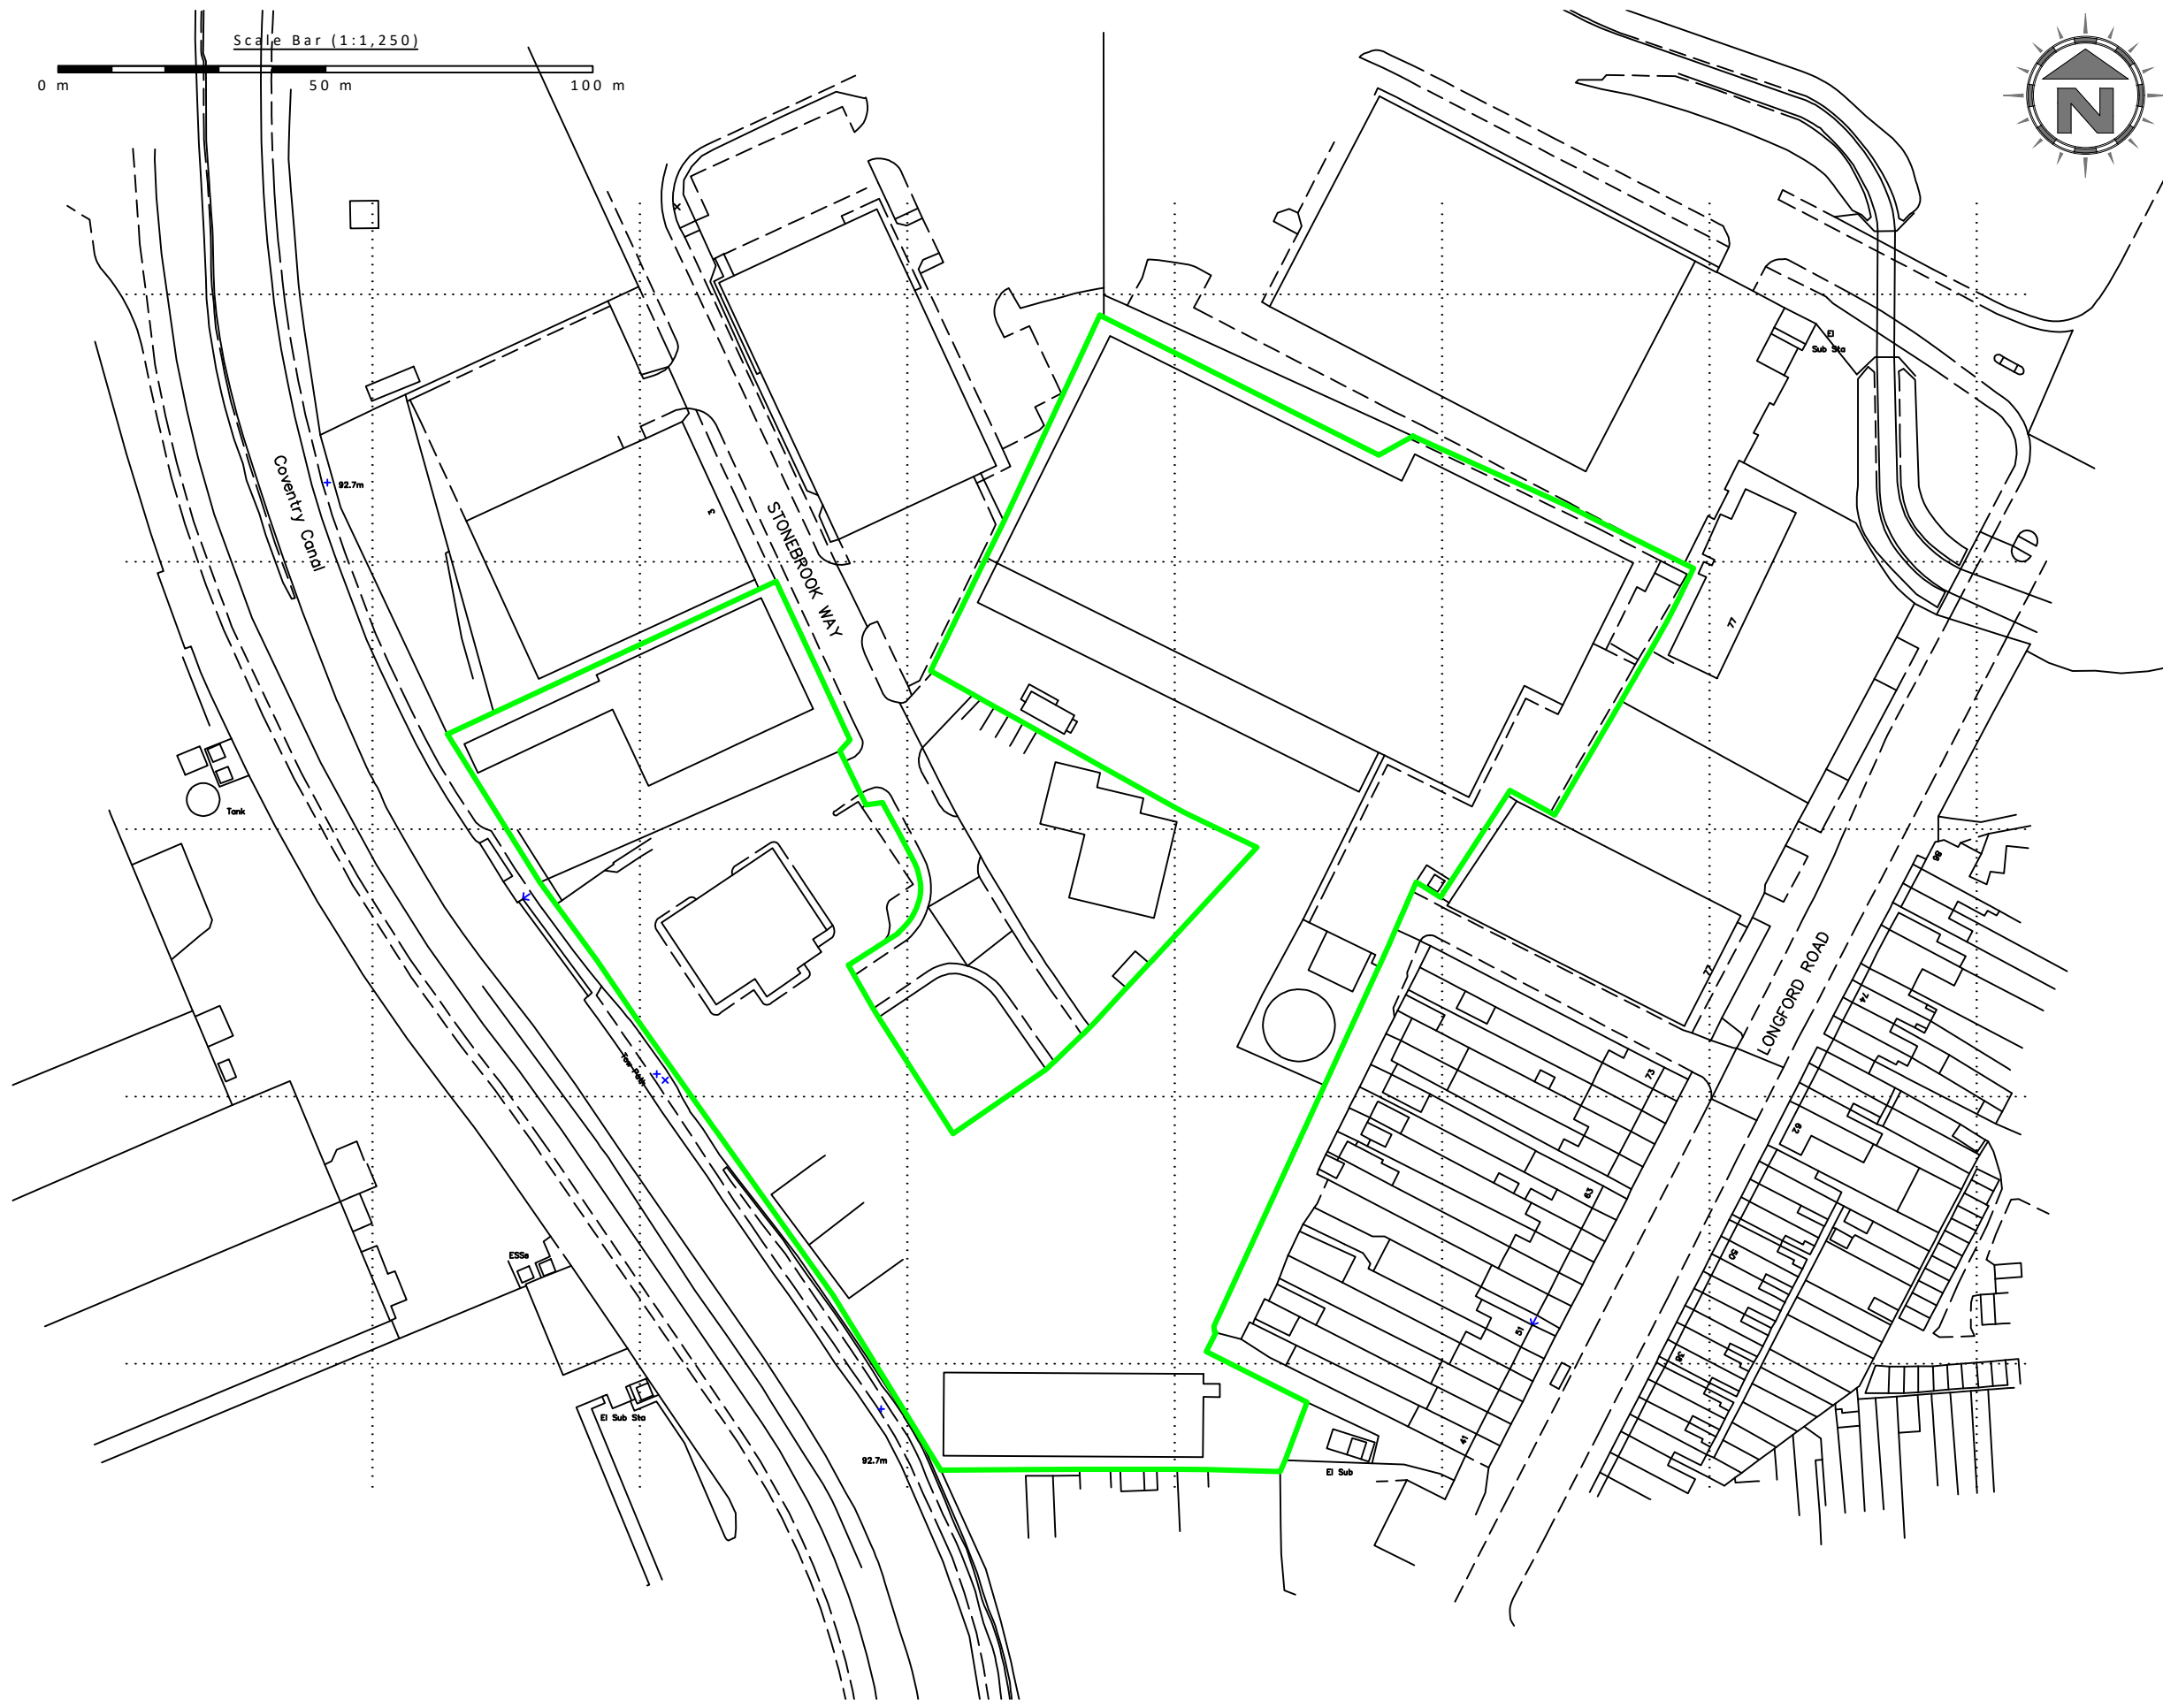 Scale Bar (1:1,250)
0 m
50 m
100 m
N
El
Sub Sta
Coventry Canal
92.7m
3
STONEBROOK WAY
77
Tank
86
77
LONGFORD ROAD
74
Tow Path
73
62
63
ESSs
50
51
38
El Sub Sta
41
92.7m
El Sub